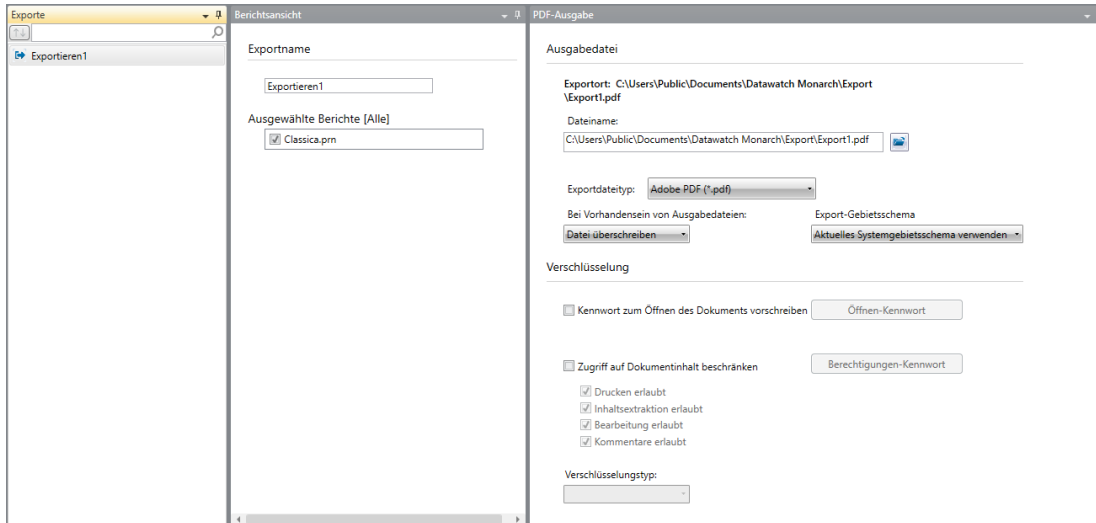 Exporte
Exportieren1
Berichtsansicht
Exportname
Exportieren1
Ausgewählte Berichte [Alle]
Classica.prn
PDF-Ausgabe
Ausgabedatei
Exportort: C:\Users\Public\Documents\Datawatch Monarch\Export
\Export1.pdf
Dateiname:
C:\Users\Public\Documents\Datawatch Monarch\Export\Export1.pdf
Exportdateityp: Adobe PDF (*.pdf)
Bei Vorhandensein von Ausgabedateien: Export-Gebietsschema
Datei überschreiben Aktuelles Systemgebietsschema verwenden
Verschlüsselung
Kennwort zum Öffnen des Dokuments vorschreiben Öffnen-Kennwort
Zugriff auf Dokumentinhalt beschränken Berechtigungen-Kennwort
Drucken erlaubt
Inhaltsextraktion erlaubt
Bearbeitung erlaubt
Kommentare erlaubt
Verschlüsselungstyp: